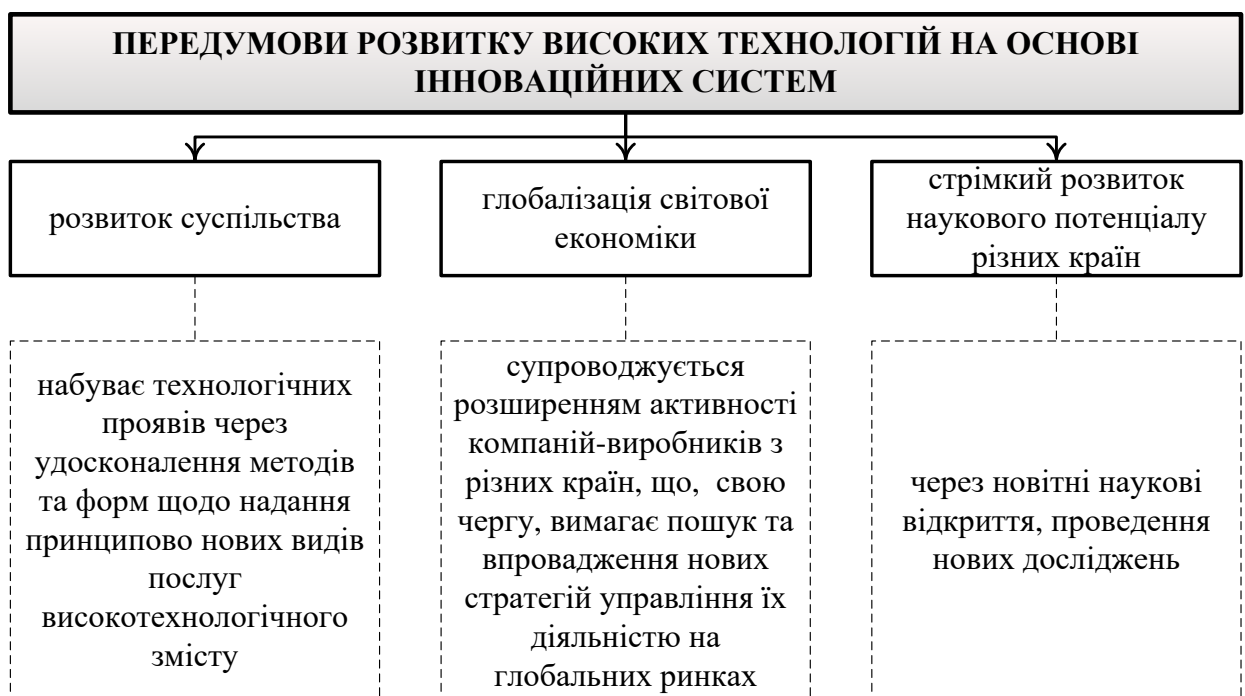 ПЕРЕДУМОВИ РОЗВИТКУ ВИСОКИХ ТЕХНОЛОГІЙ НА ОСНОВІ
ІННОВАЦІЙНИХ СИСТЕМ
розвиток суспільства
глобалізація світової
економіки
стрімкий розвиток
наукового потенціалу
різних країн
набуває технологічних
проявів через
удосконалення методів
та форм щодо надання
принципово нових видів
послуг
високотехнологічного
змісту
супроводжується
розширенням активності
компаній-виробників з
різних країн, що, свою
чергу, вимагає пошук та
впровадження нових
стратегій управління їх
діяльністю на
глобальних ринках
через новітні наукові
відкриття, проведення
нових досліджень